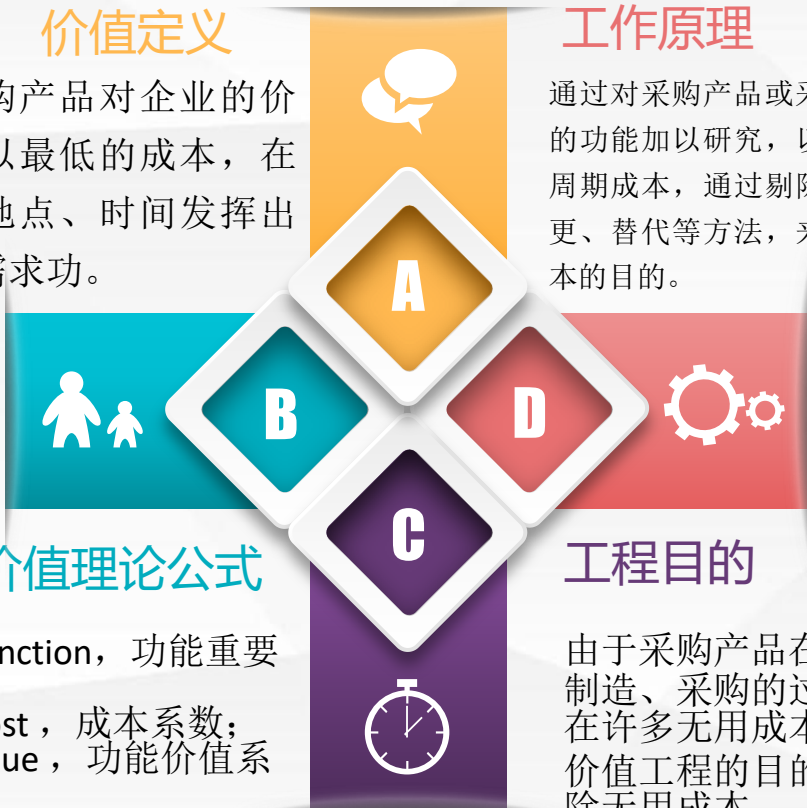 价值定义
购产品对企业的价
以最低的成本，在
地点、时间发挥出
需求功。
工作原理
通过对采购产品或采
的功能加以研究，以
周期成本，通过剔除
更、替代等方法，来
本的目的。
A
B
D
C
价值理论公式
nction，功能重要
st ，成本系数；
ue ，功能价值系
工程目的
由于采购产品在
制造、采购的过
在许多无用成本
价值工程的目的
除无用成本